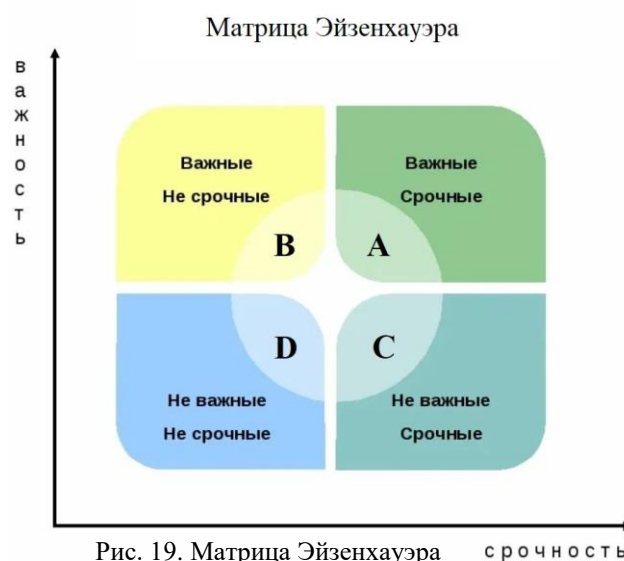 Матрица Эйзенхауэра
важность
Важные
Не срочные
Важные
Срочные
B
A
D
C
Не важные
Не срочные
Не важные
Срочные
Рис. 19. Матрица Эйзенхауэра
срочность